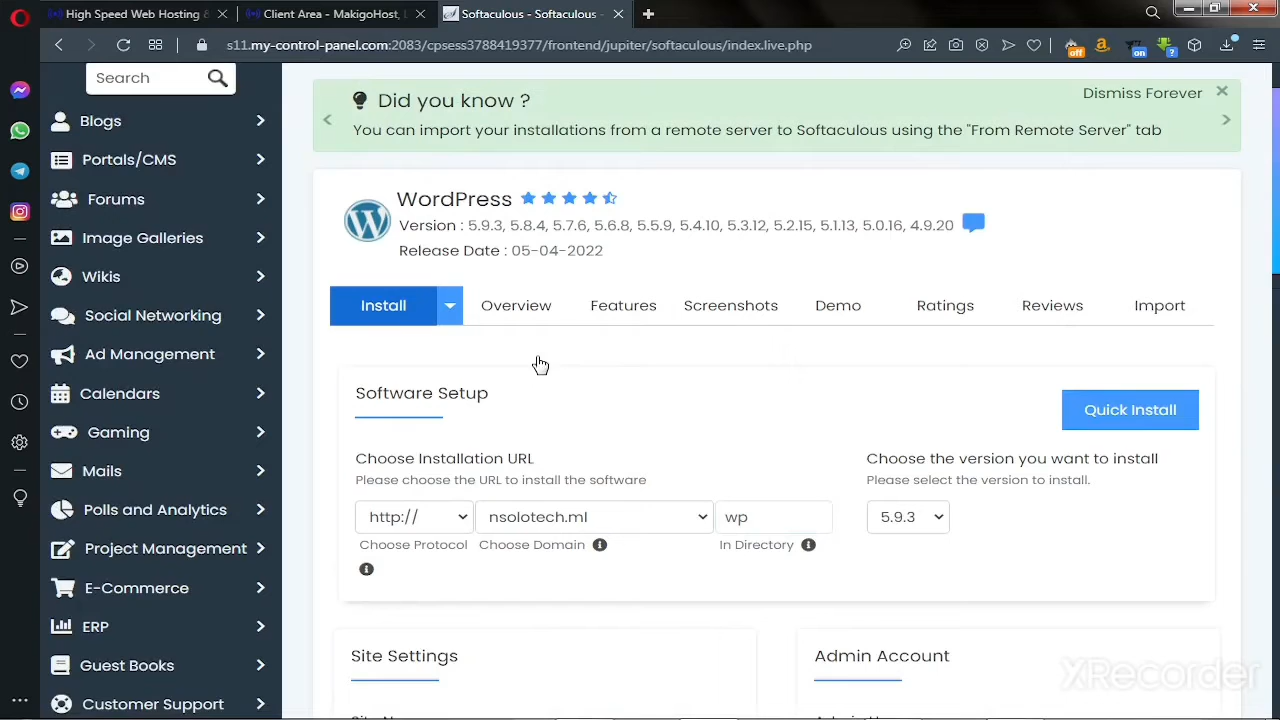 High Speed Web Hosting &
Client Area - MakigoHost, L
Softaculous - Softaculous -
s11.my-control-panel.com:2083/cpsess3788419377/frontend/jupiter/softaculous/index.live.php
off
on
?
Search
Blogs
Portals/CMS
Forums
Image Galleries
Wikis
Social Networking
Ad Management
Calendars
Gaming
Mails
Polls and Analytics
Project Management
E-Commerce
ERP
Guest Books
Customer Support
Did you know ?
Dismiss Forever
You can import your installations from a remote server to Softaculous using the "From Remote Server" tab
WordPress
Version : 5.9.3, 5.8.4, 5.7.6, 5.6.8, 5.5.9, 5.4.10, 5.3.12, 5.2.15, 5.1.13, 5.0.16, 4.9.20
Release Date : 05-04-2022
Install Overview Features Screenshots Demo Ratings Reviews Import
Software Setup
Quick Install
Choose Installation URL
Please choose the URL to install the software
http:// nsolotech.ml wp
Choose Protocol Choose Domain In Directory
Choose the version you want to install
Please select the version to install.
5.9.3
Site Settings
Admin Account
XRecorder